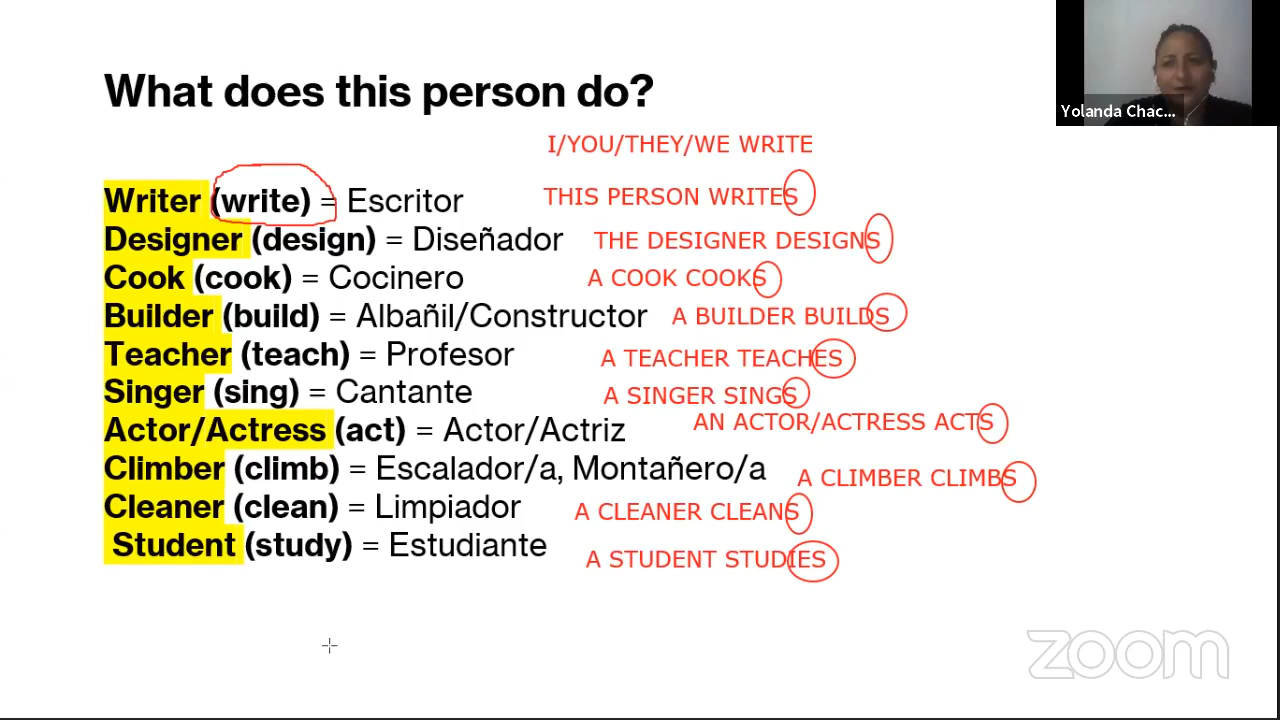 What does this person do?
Yolanda Chac...
I/YOU/THEY/WE WRITE
Writer (write) = Escritor THIS PERSON WRITES
Designer (design) = Diseñador THE DESIGNER DESIGNS
Cook (cook) = Cocinero A COOK COOKS
Builder (build) = Albañil/Constructor A BUILDER BUILDS
Teacher (teach) = Profesor A TEACHER TEACHES
Singer (sing) = Cantante A SINGER SINGS
Actor/Actress (act) = Actor/Actriz AN ACTOR/ACTRESS ACTS
Climber (climb) = Escalador/a, Montañero/a A CLIMBER CLIMBS
Cleaner (clean) = Limpiador A CLEANER CLEANS
Student (study) = Estudiante A STUDENT STUDIES
zoom